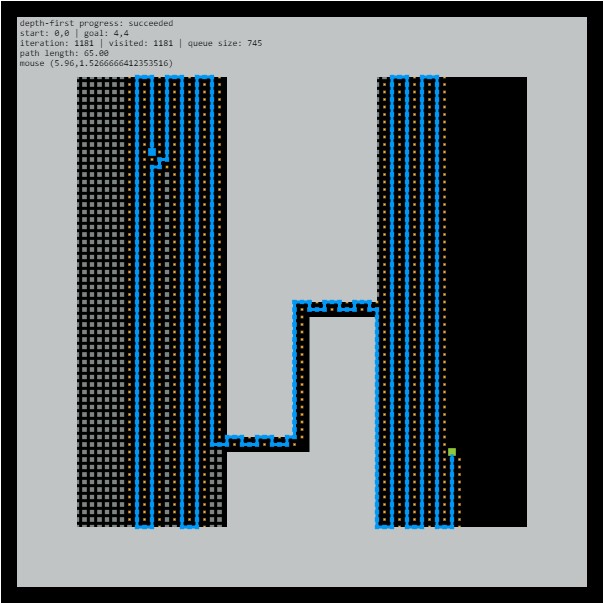 depth-first progress: succeeded
start: 0,0 | goal: 4,4
iteration: 1181 | visited: 1181 | queue size: 745
path length: 65.00
mouse (5.96,1.5266666412353516)